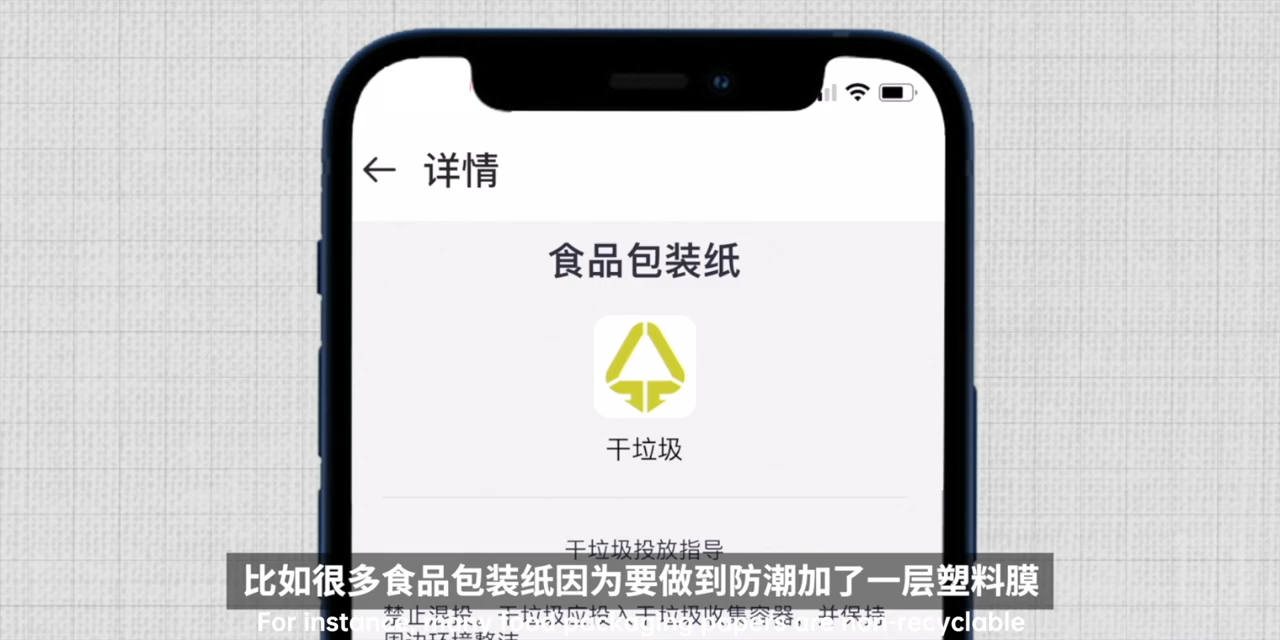 详情
食品包装纸
干垃圾
干垃圾投放指导
比如很多食品包装纸因为要做到防潮加了一层塑料膜
禁止混投，干垃圾应投入干垃圾收集容器，并保持
周边环境整洁
For instance, many food packaging papers are non-recyclable